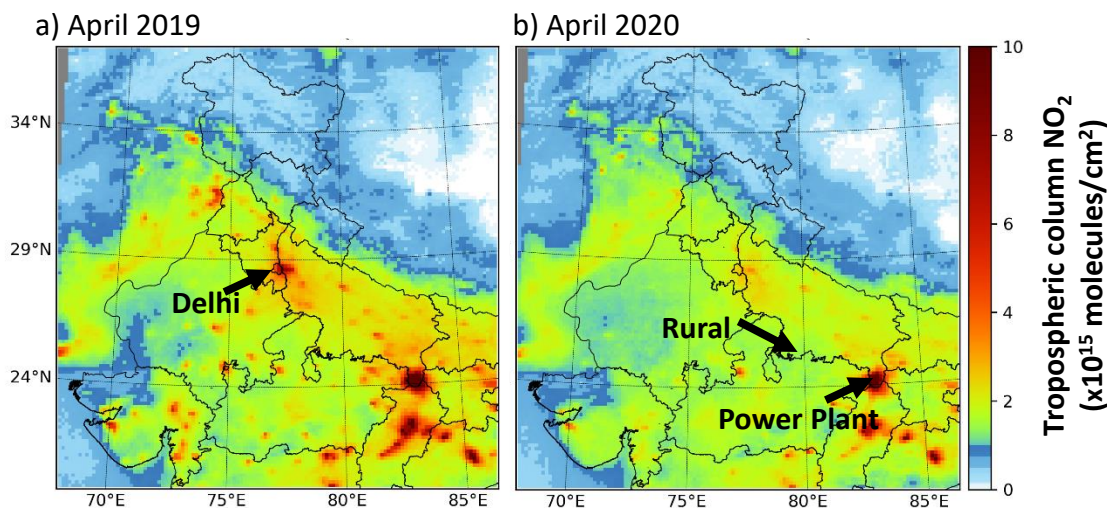 a) April 2019
b) April 2020
34°N
29°N
24°N
Delhi
Rural
Power Plant
70°E
75°E
80°E
85°E
70°E
75°E
80°E
85°E
10
8
6
4
2
0
Tropospheric column NO₂
(x10¹⁵ molecules/cm²)